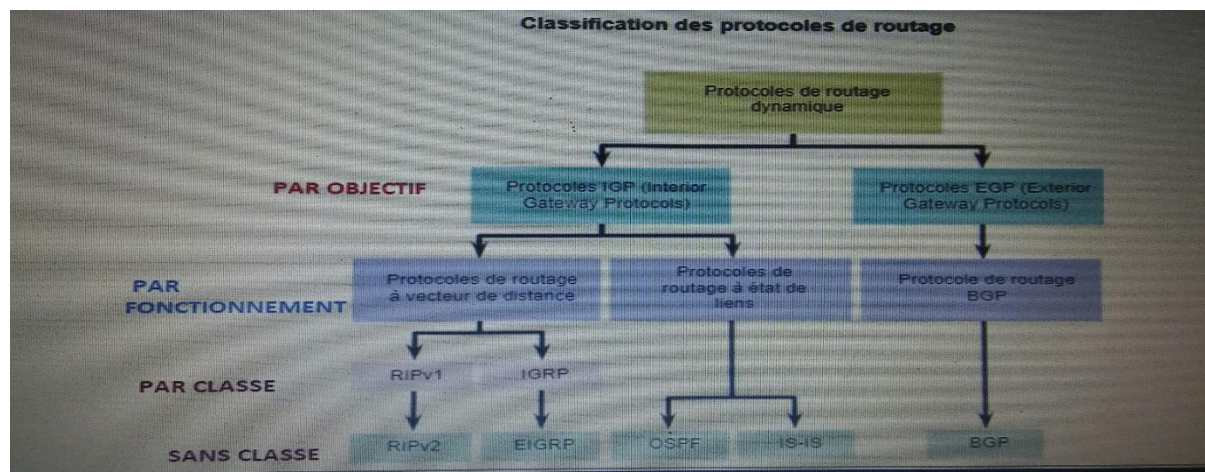 Classification des protocoles de routage
Protocoles de routage
dynamique
PAR OBJECTIF
Protocoles IGP (Interior
Gateway Protocols)
Protocoles EGP (Exterior
Gateway Protocols)
PAR
FONCTIONNEMENT
Protocoles de routage
à vecteur de distance
Protocoles de
routage à état de
liens
Protocole de routage
BGP
PAR CLASSE
RIPv1
IGRP
SANS CLASSE
RIPv2
EIGRP
OSPF
IS-IS
BGP